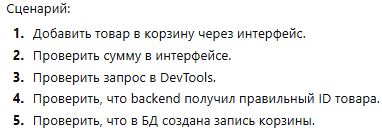 Сценарий:
1. Добавить товар в корзину через интерфейс.
2. Проверить сумму в интерфейсе.
3. Проверить запрос в DevTools.
4. Проверить, что backend получил правильный ID товара.
5. Проверить, что в БД создана запись корзины.